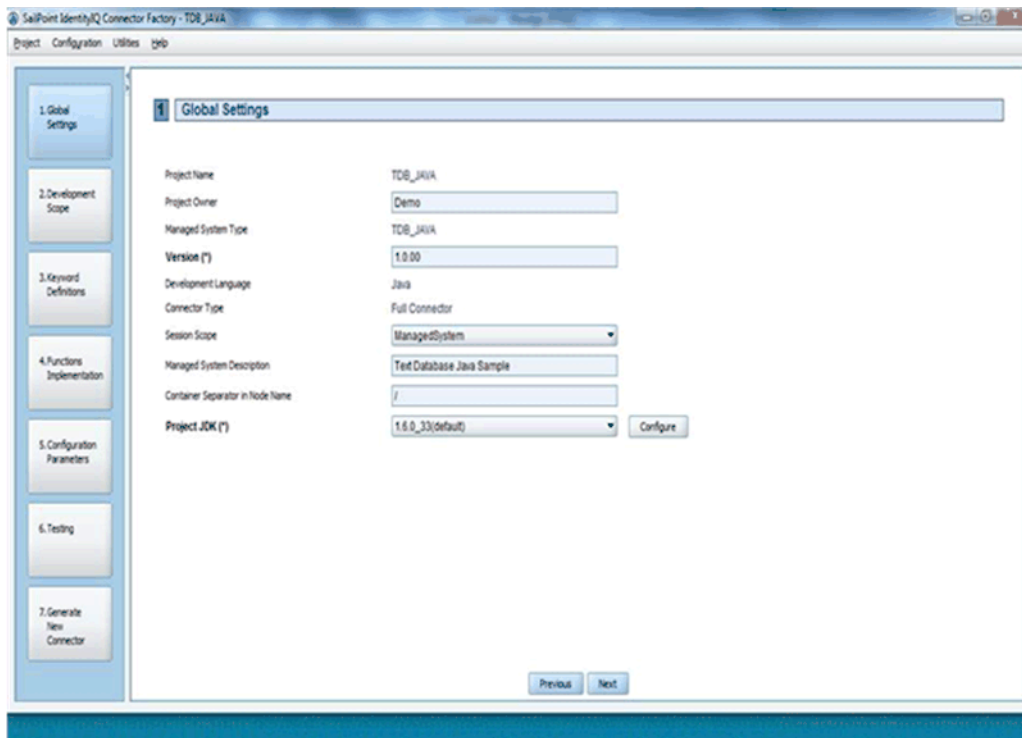 SailPoint IdentityIQ Connector Factory - TDB_JAVA
Project Configuration Utilities Help
1. Global
Settings
2. Development
Scope
3. Keyword
Definitions
4. Functions
Implementation
5. Configuration
Parameters
6. Testing
7. Generate
New
Connector
1 Global Settings
Project Name TDB_JAVA
Project Owner Demo
Managed System Type TDB_JAVA
Version (*) 1.0.00
Development Language Java
Connector Type Full Connector
Session Scope ManagedSystem
Managed System Description Text Database Java Sample
Container Separator in Node Name /
Project JDK (*) 1.6.0_33(default) Configure
Previous Next